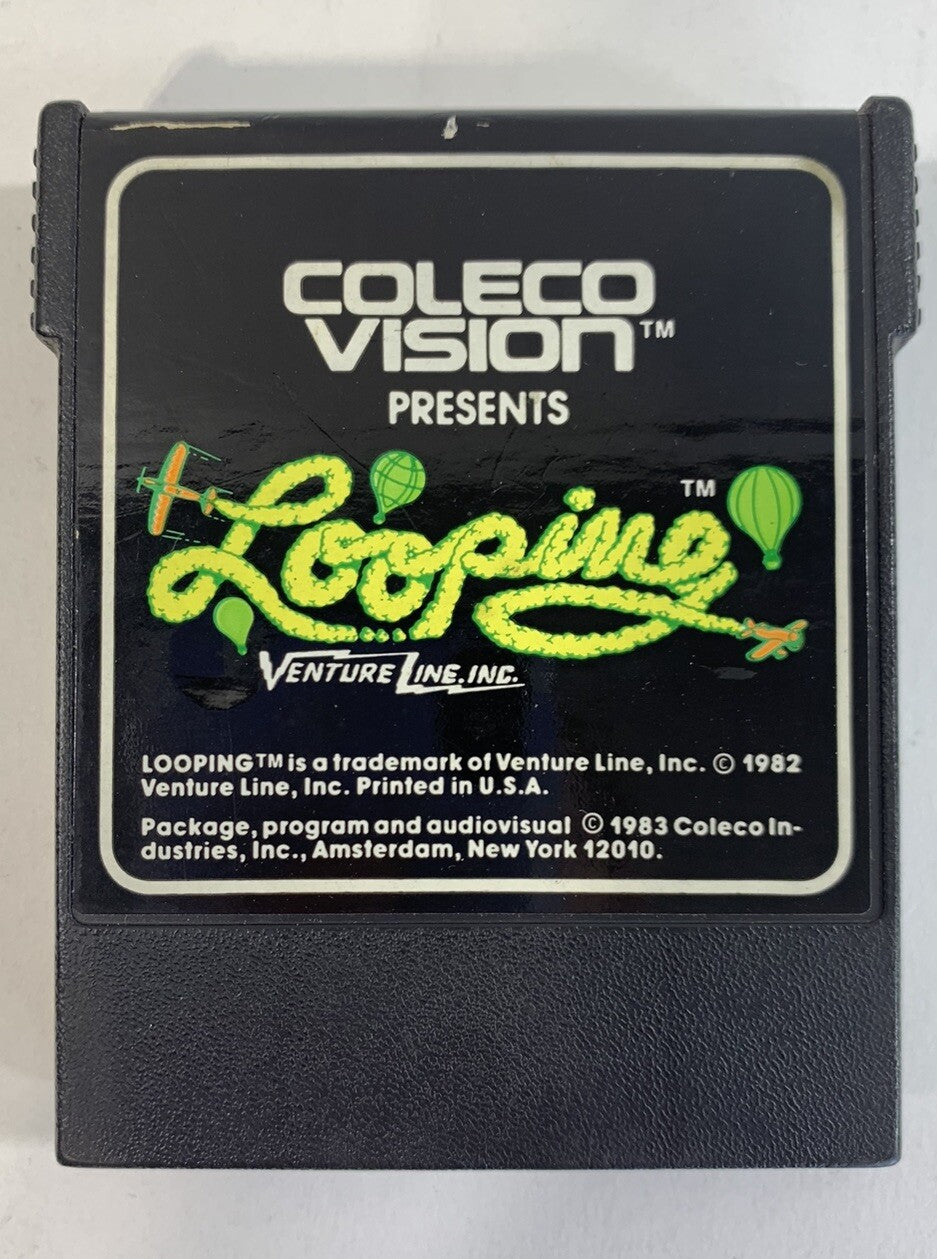 COLECO
VISION™
PRESENTS
Looping™
VENTURE LINE, INC.
LOOPING™ is a trademark of Venture Line, Inc. © 1982
Venture Line, Inc. Printed in U.S.A.
Package, program and audiovisual © 1983 Coleco In-
dustries, Inc., Amsterdam, New York 12010.